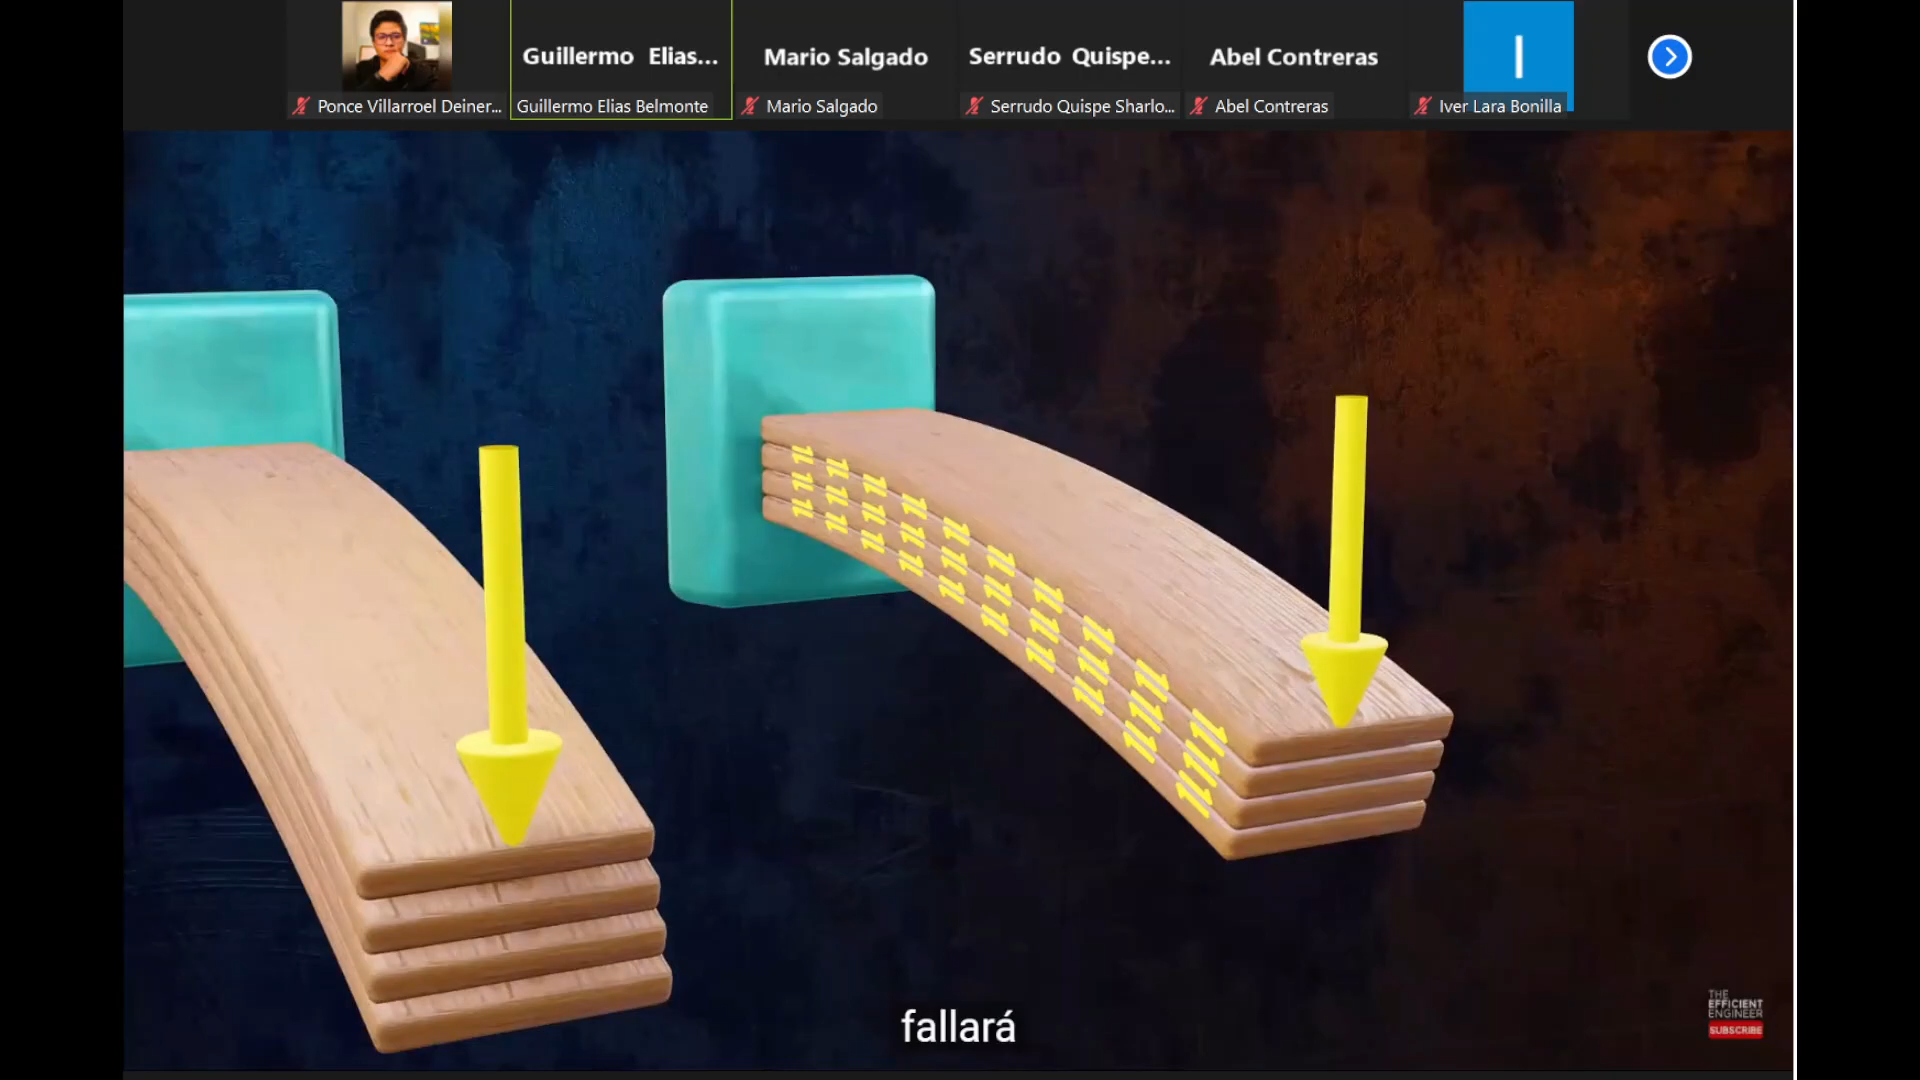 Guillermo Elias...
Mario Salgado
Serrudo Quispe...
Abel Contreras
I
Ponce Villarroel Deiner...
Guillermo Elias Belmonte
Mario Salgado
Serrudo Quispe Sharlo...
Abel Contreras
Iver Lara Bonilla
THE
EFFICIENT
ENGINEER
SUBSCRIBE
fallará